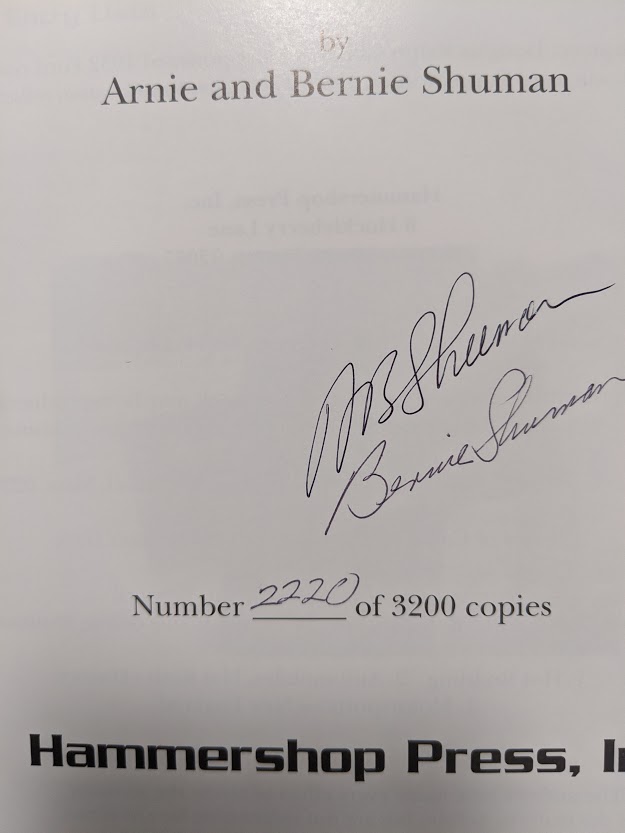 by
Arnie and Bernie Shuman
AB Shuman
Bernie Shuman
Number 2220 of 3200 copies
Hammershop Press,